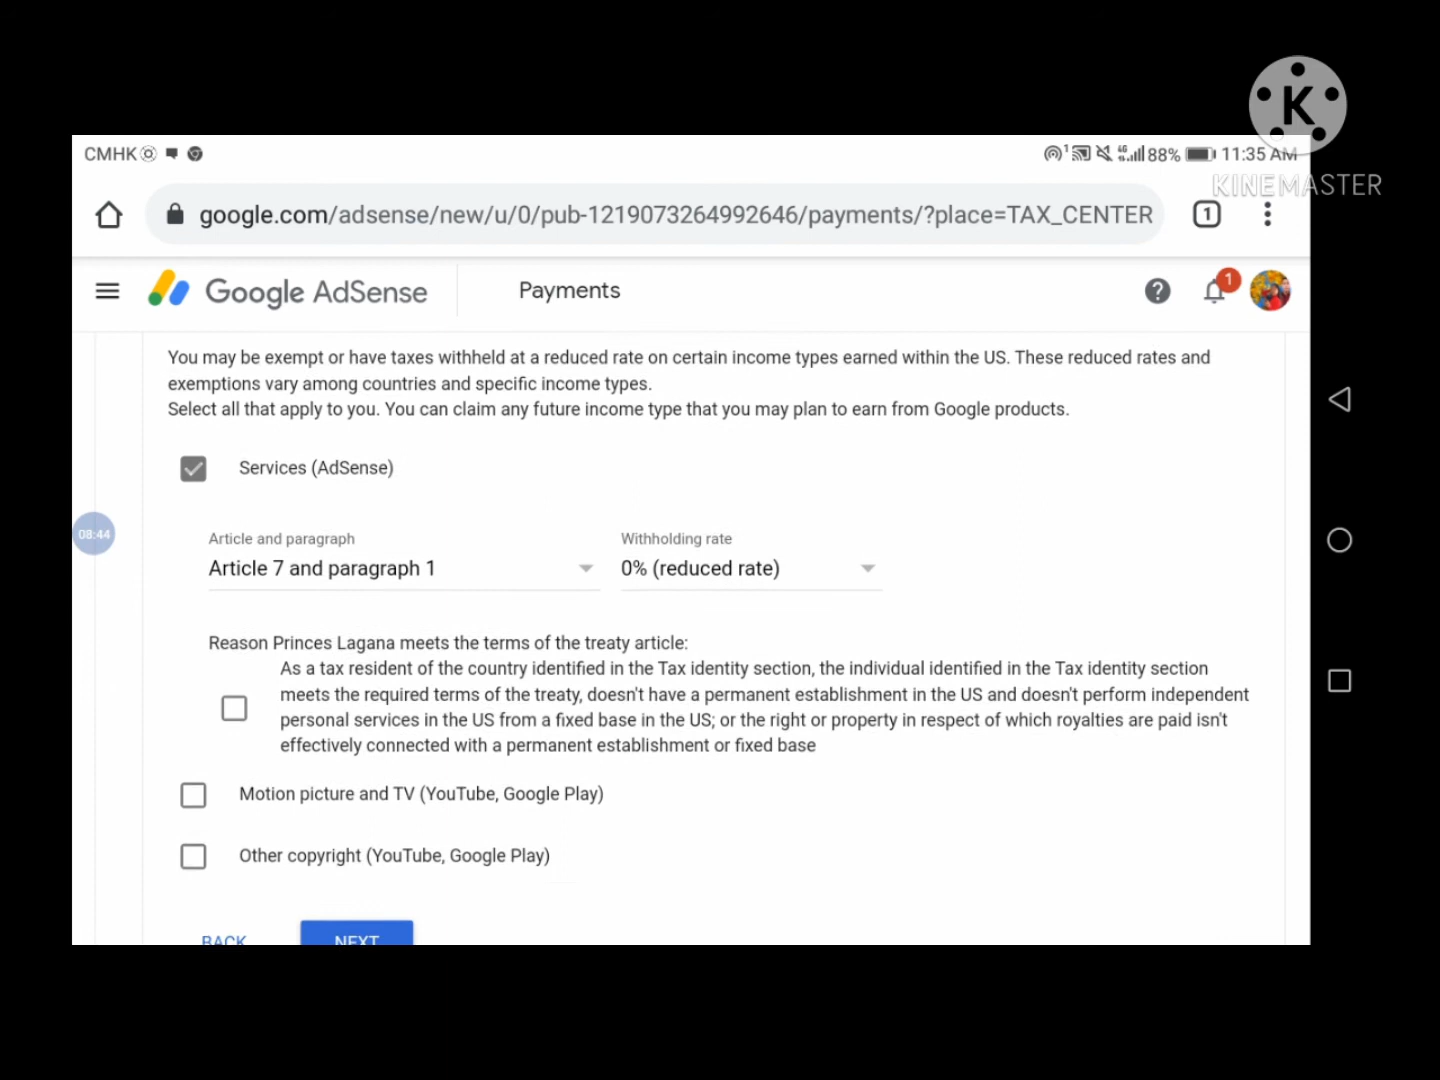 K
KINEMASTER
CMHK 1 4G 88% 11:35 AM
google.com/adsense/new/u/0/pub-1219073264992646/payments/?place=TAX_CENTER 1
Google AdSense Payments ? 1
You may be exempt or have taxes withheld at a reduced rate on certain income types earned within the US. These reduced rates and
exemptions vary among countries and specific income types.
Select all that apply to you. You can claim any future income type that you may plan to earn from Google products.
Services (AdSense)
08:44
Article and paragraph Withholding rate
Article 7 and paragraph 1 0% (reduced rate)
Reason Princes Lagana meets the terms of the treaty article:
As a tax resident of the country identified in the Tax identity section, the individual identified in the Tax identity section
meets the required terms of the treaty, doesn't have a permanent establishment in the US and doesn't perform independent
personal services in the US from a fixed base in the US; or the right or property in respect of which royalties are paid isn't
effectively connected with a permanent establishment or fixed base
Motion picture and TV (YouTube, Google Play)
Other copyright (YouTube, Google Play)
BACK NEXT